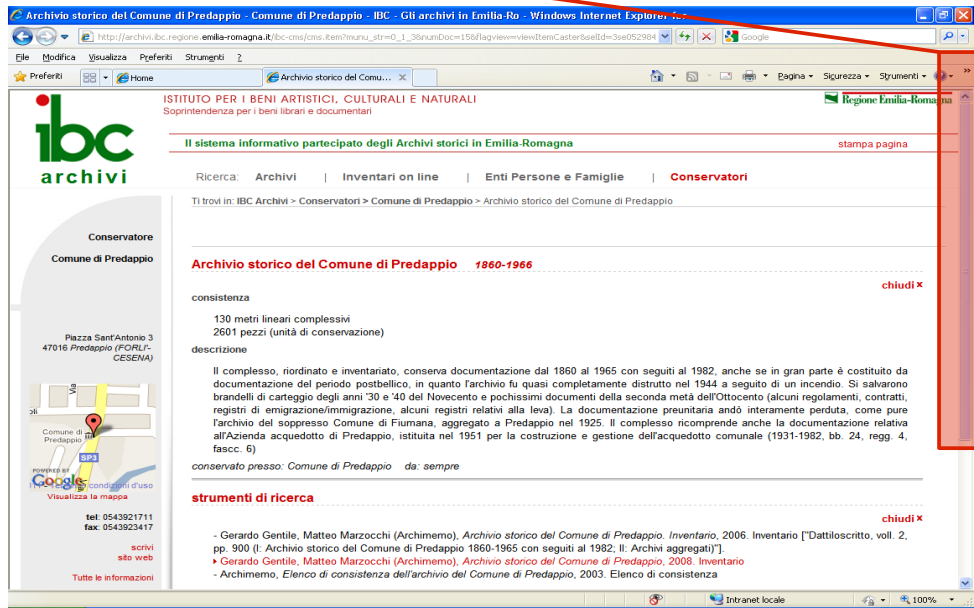 Archivio storico del Comune di Predappio - Comune di Predappio - IBC - Gli archivi in Emilia-Ro - Windows Internet Explorer
http://archivi.ibc.regione.emilia-romagna.it/ibc-cms/cms.item?munu_str=0_1_3&numDoc=158&flagview=viewItemCaster&selId=3se052984
Google
File Modifica Visualizza Preferiti Strumenti ?
Preferiti
Home
Archivio storico del Comu...
Pagina Sicurezza Strumenti
ISTITUTO PER I BENI ARTISTICI, CULTURALI E NATURALI
Soprintendenza per i beni librari e documentari
Regione Emilia-Romagna
ibc
archivi
Il sistema informativo partecipato degli Archivi storici in Emilia-Romagna
stampa pagina
Ricerca: Archivi | Inventari on line | Enti Persone e Famiglie | Conservatori
Ti trovi in: IBC Archivi > Conservatori > Comune di Predappio > Archivio storico del Comune di Predappio
Conservatore
Comune di Predappio
Piazza Sant'Antonio 3
47016 Predappio (FORLI'-
CESENA)
Via
Comune di
Predappio
SP3
POWERED BY
Google
condizioni d'uso
Visualizza la mappa
tel: 0543921711
fax: 0543923417
scrivi
sito web
Tutte le informazioni
Archivio storico del Comune di Predappio 1860-1966
chiudi x
consistenza
130 metri lineari complessivi
2601 pezzi (unità di conservazione)
descrizione
Il complesso, riordinato e inventariato, conserva documentazione dal 1860 al 1965 con seguiti al 1982, anche se in gran parte è costituito da
documentazione del periodo postbellico, in quanto l'archivio fu quasi completamente distrutto nel 1944 a seguito di un incendio. Si salvarono
brandelli di carteggio degli anni '30 e '40 del Novecento e pochissimi documenti della seconda metà dell'Ottocento (alcuni regolamenti, contratti,
registri di emigrazione/immigrazione, alcuni registri relativi alla leva). La documentazione preunitaria andò interamente perduta, come pure
l'archivio del soppresso Comune di Fiumana, aggregato a Predappio nel 1925. Il complesso ricomprende anche la documentazione relativa
all'Azienda acquedotto di Predappio, istituita nel 1951 per la costruzione e gestione dell'acquedotto comunale (1931-1982, bb. 24, regg. 4,
fascc. 6)
conservato presso: Comune di Predappio da: sempre
strumenti di ricerca
chiudi x
- Gerardo Gentile, Matteo Marzocchi (Archimemo), Archivio storico del Comune di Predappio. Inventario, 2006. Inventario ["Dattiloscritto, voll. 2,
pp. 900 (I: Archivio storico del Comune di Predappio 1860-1965 con seguiti al 1982; II: Archivi aggregati)"].
Gerardo Gentile, Matteo Marzocchi (Archimemo), Archivio storico del Comune di Predappio, 2008. Inventario
- Archimemo, Elenco di consistenza dell'archivio del Comune di Predappio, 2003. Elenco di consistenza
Intranet locale
100%